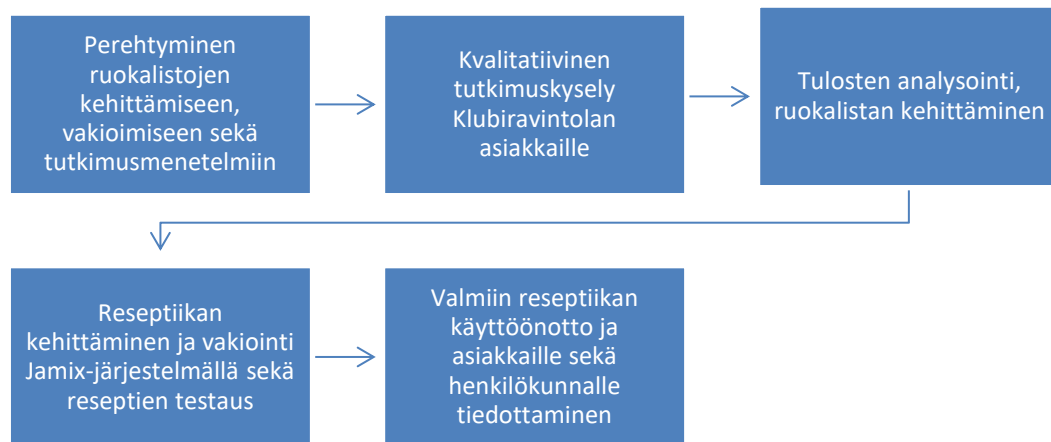 Perehtyminen
ruokalistojen
kehittämiseen,
vakioimiseen sekä
tutkimusmenetelmiin
Kvalitatiivinen
tutkimuskysely
Klubiravintolan
asiakkaille
Tulosten analysointi,
ruokalistan kehittäminen
Reseptiikan
kehittäminen ja vakiointi
Jamix-järjestelmällä sekä
reseptien testaus
Valmiin reseptiikan
käyttöönotto ja
asiakkaille sekä
henkilökunnalle
tiedottaminen